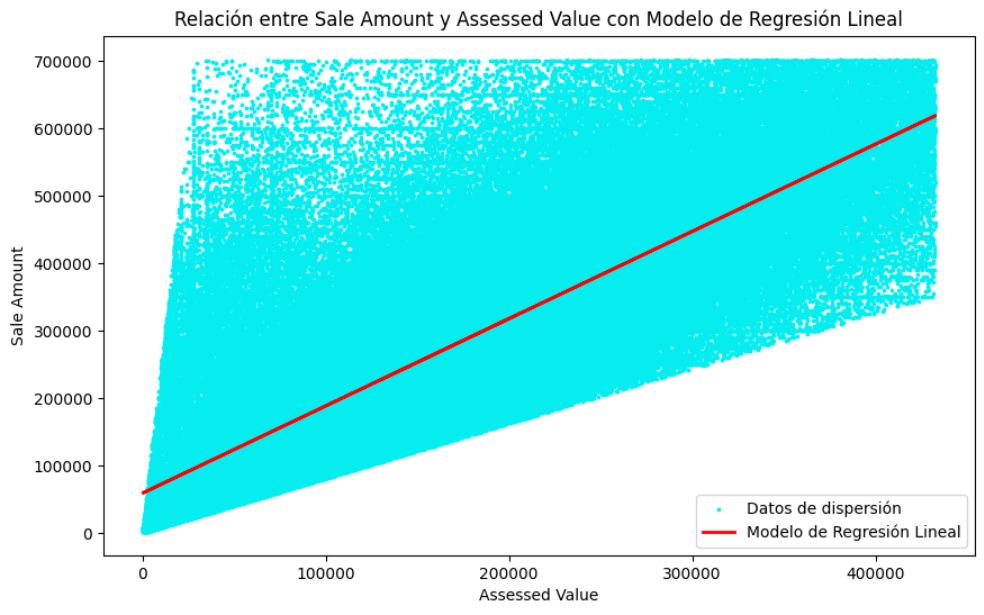 Relación entre Sale Amount y Assessed Value con Modelo de Regresión Lineal
Sale Amount
700000
600000
500000
400000
300000
200000
100000
0
0 100000 200000 300000 400000
Assessed Value
Datos de dispersión
Modelo de Regresión Lineal